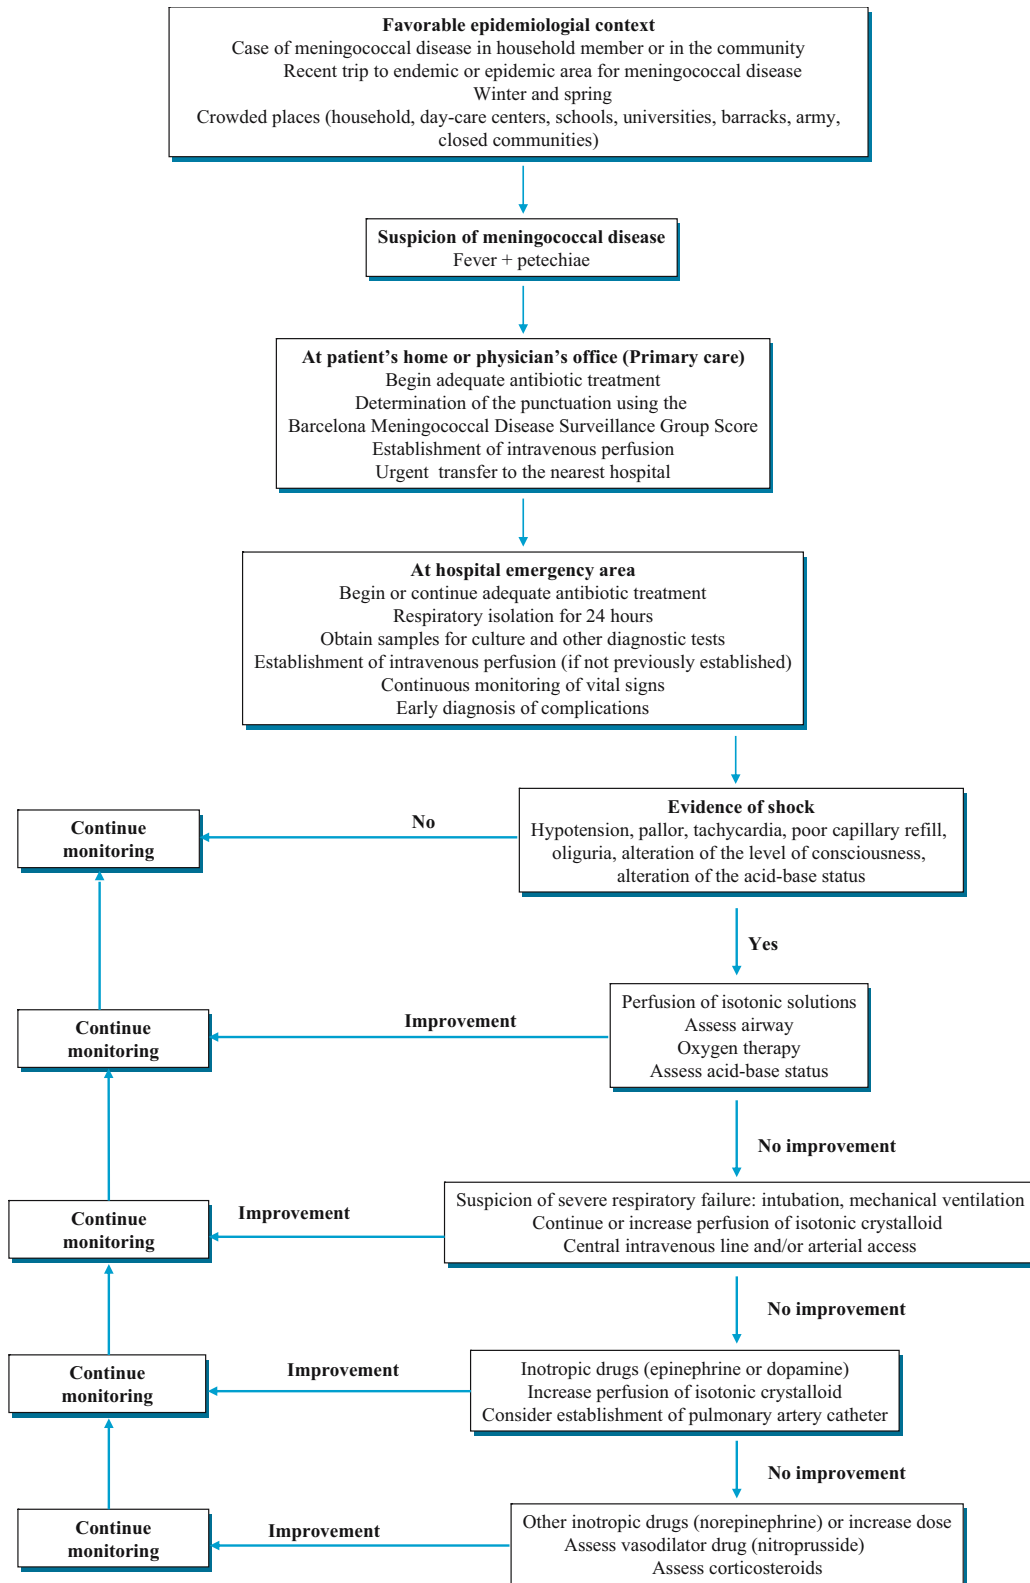 Favorable epidemiologial context
Case of meningococcal disease in household member or in the community
Recent trip to endemic or epidemic area for meningococcal disease
Winter and spring
Crowded places (household, day-care centers, schools, universities, barracks, army,
closed communities)
Suspicion of meningococcal disease
Fever + petechiae
At patient's home or physician's office (Primary care)
Begin adequate antibiotic treatment
Determination of the punctuation using the
Barcelona Meningococcal Disease Surveillance Group Score
Establishment of intravenous perfusion
Urgent transfer to the nearest hospital
At hospital emergency area
Begin or continue adequate antibiotic treatment
Respiratory isolation for 24 hours
Obtain samples for culture and other diagnostic tests
Establishment of intravenous perfusion (if not previously established)
Continuous monitoring of vital signs
Early diagnosis of complications
Evidence of shock
Hypotension, pallor, tachycardia, poor capillary refill,
oliguria, alteration of the level of consciousness,
alteration of the acid-base status
No
Continue
monitoring
Yes
Perfusion of isotonic solutions
Assess airway
Oxygen therapy
Assess acid-base status
Improvement
Continue
monitoring
No improvement
Suspicion of severe respiratory failure: intubation, mechanical ventilation
Continue or increase perfusion of isotonic crystalloid
Central intravenous line and/or arterial access
Improvement
Continue
monitoring
No improvement
Inotropic drugs (epinephrine or dopamine)
Increase perfusion of isotonic crystalloid
Consider establishment of pulmonary artery catheter
Improvement
Continue
monitoring
No improvement
Other inotropic drugs (norepinephrine) or increase dose
Assess vasodilator drug (nitroprusside)
Assess corticosteroids
Improvement
Continue
monitoring